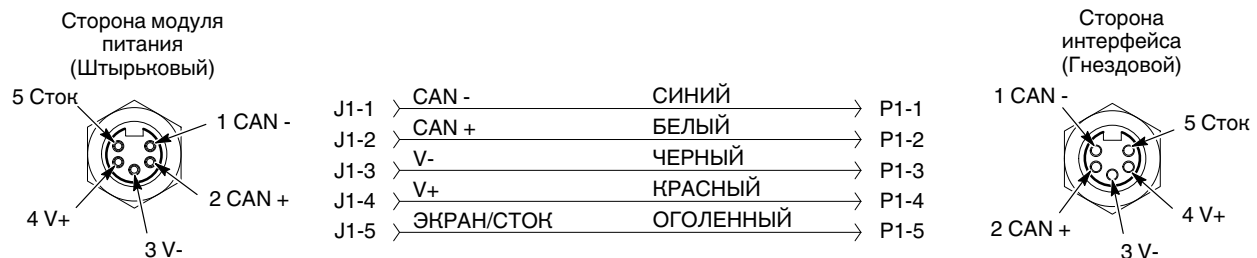 Сторона модуля
питания
(Штырьковый)
5 Сток
1 CAN -
4 V+
2 CAN +
3 V-
J1-1 CAN - СИНИЙ P1-1
J1-2 CAN + БЕЛЫЙ P1-2
J1-3 V- ЧЕРНЫЙ P1-3
J1-4 V+ КРАСНЫЙ P1-4
J1-5 ЭКРАН/СТОК ОГОЛЕННЫЙ P1-5
Сторона
интерфейса
(Гнездовой)
1 CAN -
5 Сток
2 CAN +
4 V+
3 V-